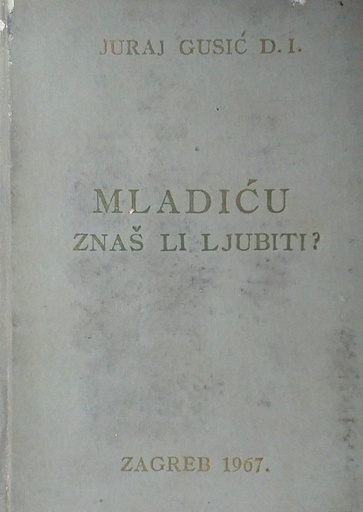 JURAJ GUSIĆ D. I.
MLADIĆU
ZNAŠ LI LJUBITI?
ZAGREB 1967.